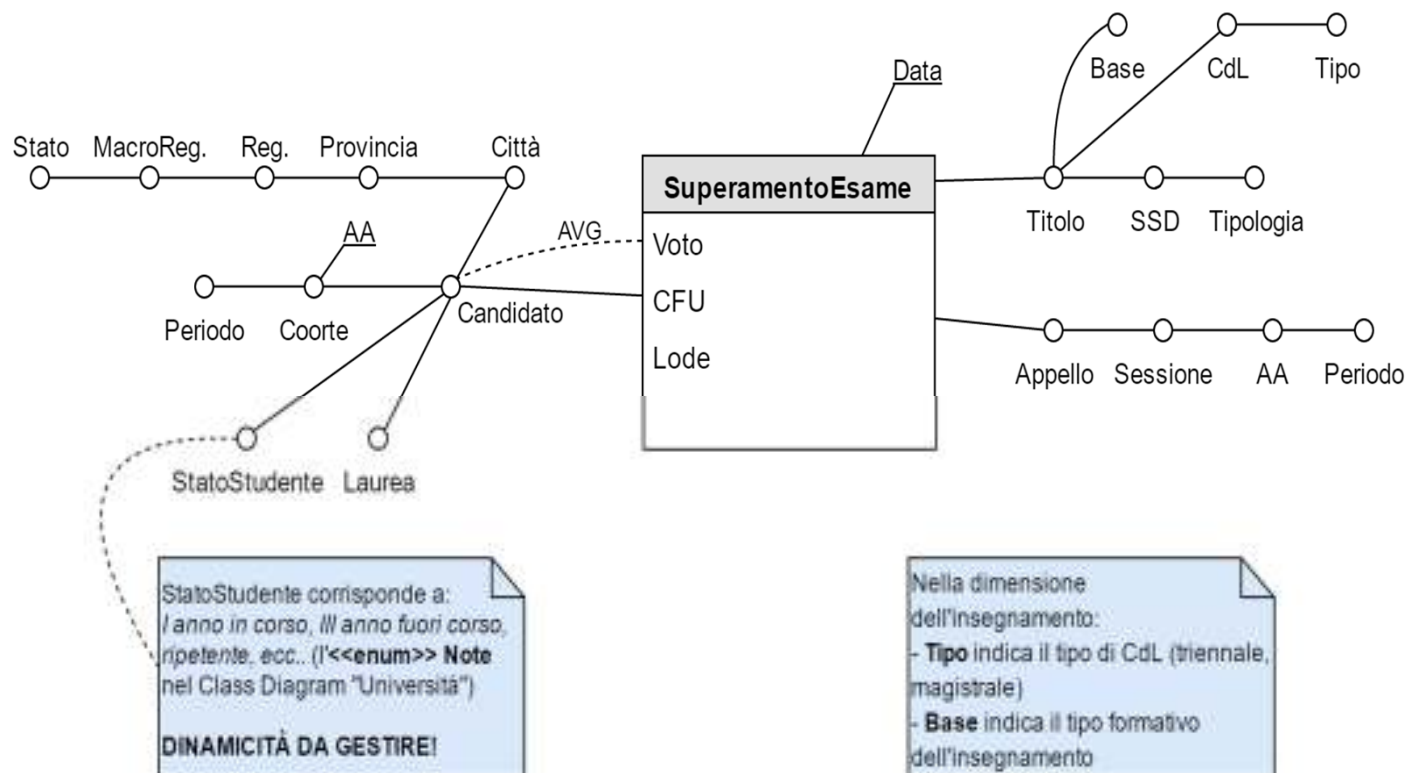 Base CdL Tipo
Data
Stato MacroReg. Reg. Provincia Città
SuperamentoEsame
Titolo SSD Tipologia
AA
AVG
Voto
CFU
Lode
Periodo Coorte Candidato
Appello Sessione AA Periodo
StatoStudente Laurea
StatoStudente corrisponde a:
I anno in corso, III anno fuori corso,
ripetente, ecc.. (l'<<enum>> Note
nel Class Diagram "Università")
DINAMICITÀ DA GESTIRE!
Nella dimensione
dell'insegnamento:
- Tipo indica il tipo di CdL (triennale,
magistrale)
- Base indica il tipo formativo
dell'insegnamento